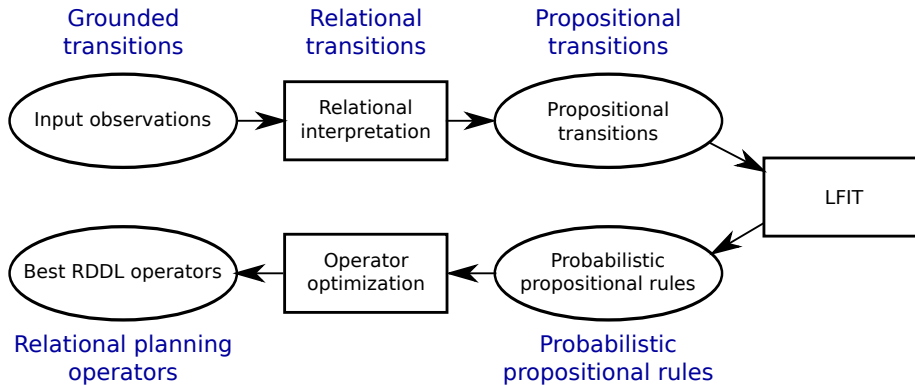 Grounded
transitions
Relational
transitions
Propositional
transitions
Input observations
Relational
interpretation
Propositional
transitions
LFIT
Best RDDL operators
Operator
optimization
Probabilistic
propositional rules
Relational planning
operators
Probabilistic
propositional rules